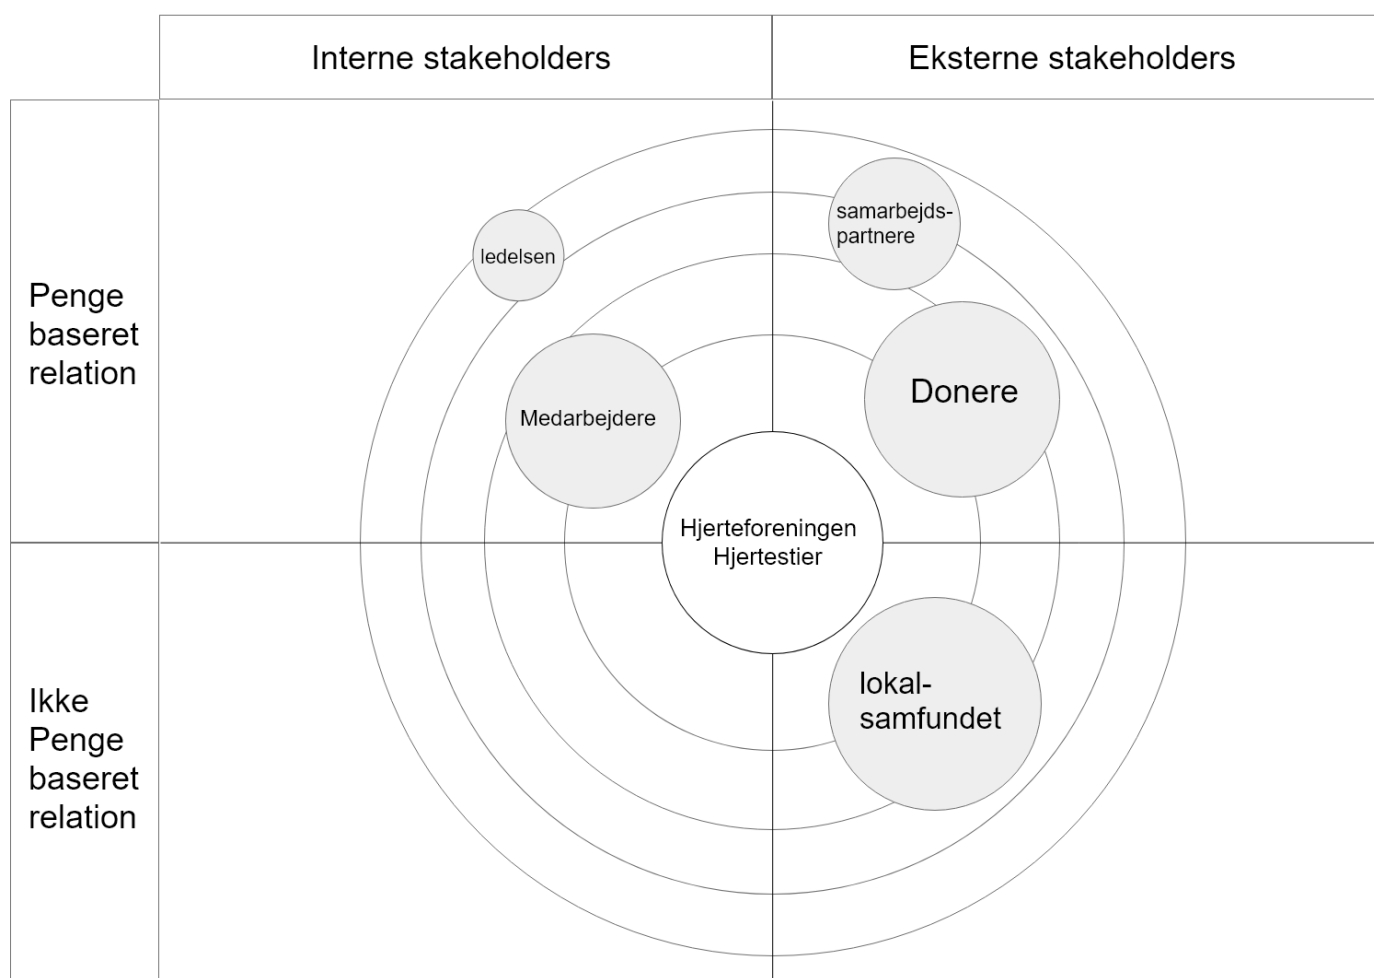 Interne stakeholders
Eksterne stakeholders
Penge
baseret
relation
ledelsen
samarbejds-
partnere
Medarbejdere
Donere
Hjerteforeningen
Hjertestier
Ikke
Penge
baseret
relation
lokal-
samfundet